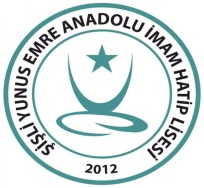 ŞİŞLİ YUNUS EMRE ANADOLU İMAM HATİP LİSESİ
2012